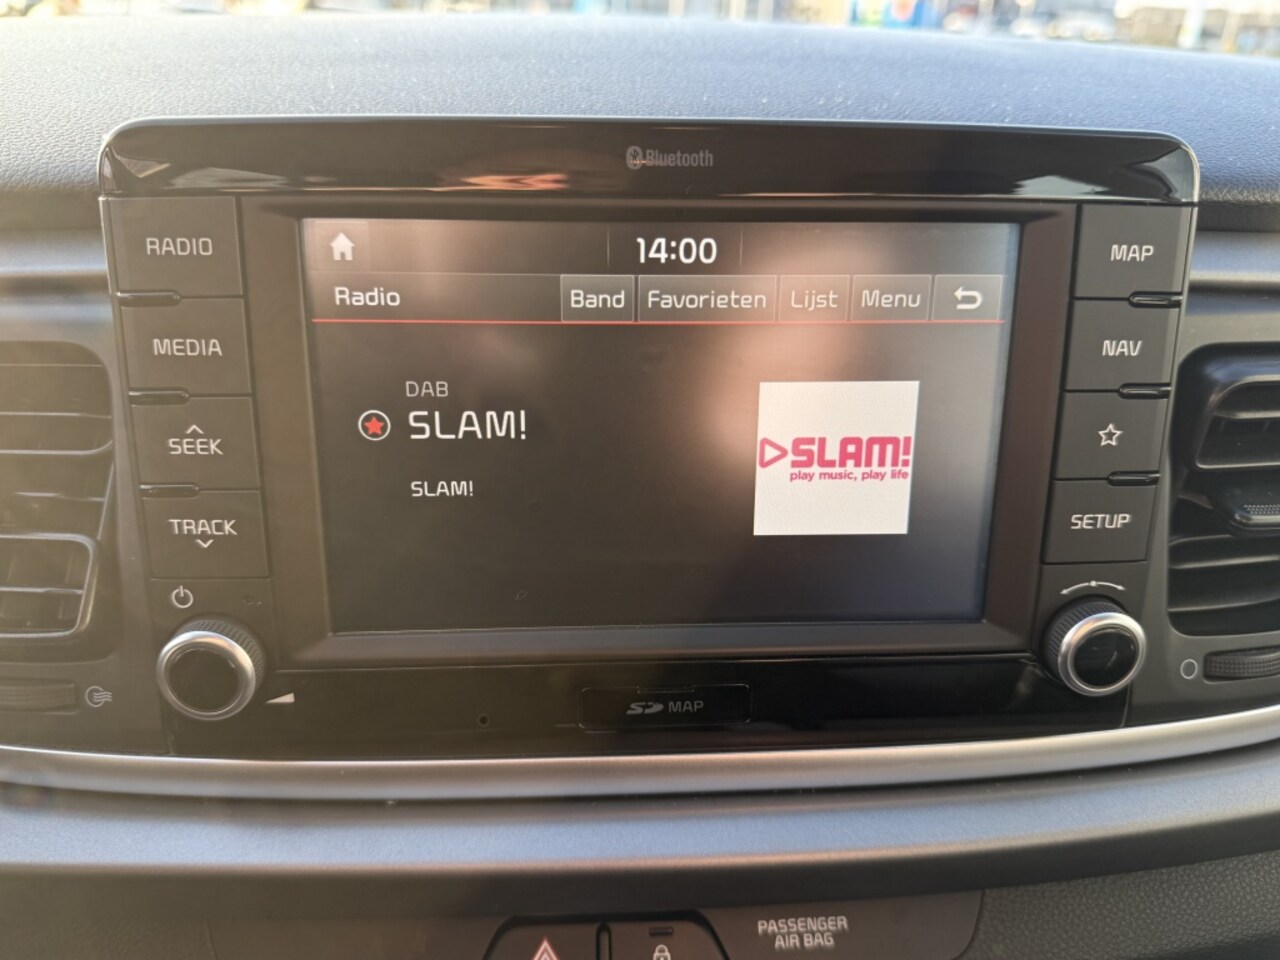 Bluetooth
RADIO
MEDIA
SEEK
TRACK
14:00
Radio
Band
Favorieten
Lijst
Menu
DAB
SLAM!
SLAM!
SLAM!
play music, play life
MAP
NAV
SETUP
SD MAP
PASSENGER
AIR BAG